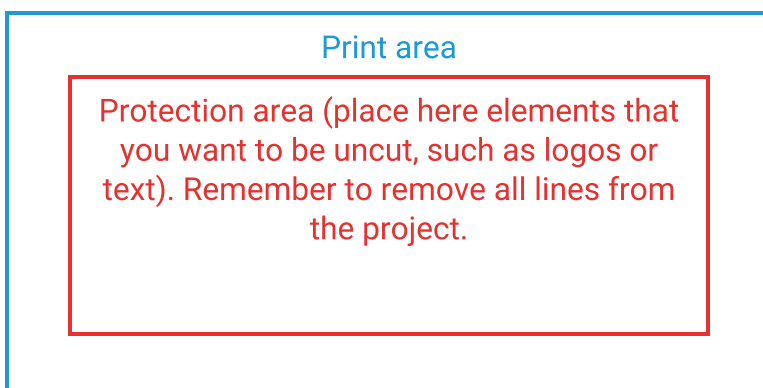 Print area
Protection area (place here elements that
you want to be uncut, such as logos or
text). Remember to remove all lines from
the project.